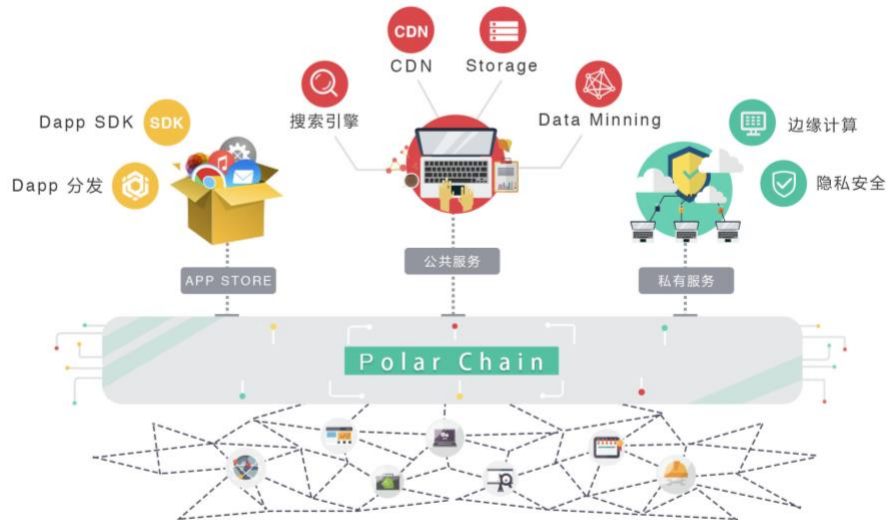 CDN
CDN
Storage
搜索引擎
Data Minning
Dapp SDK
SDK
Dapp 分发
边缘计算
隐私安全
APP STORE
公共服务
私有服务
Polar Chain